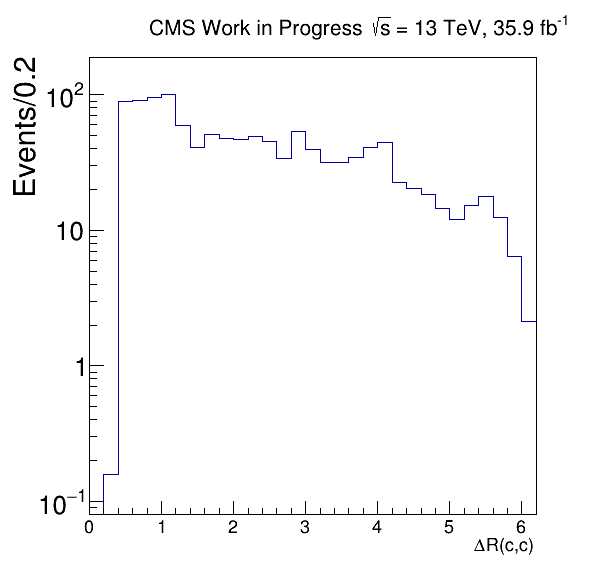 CMS Work in Progress √s = 13 TeV, 35.9 fb⁻¹
Events/0.2
10²
10
1
10⁻¹
0 1 2 3 4 5 6
ΔR(c,c)